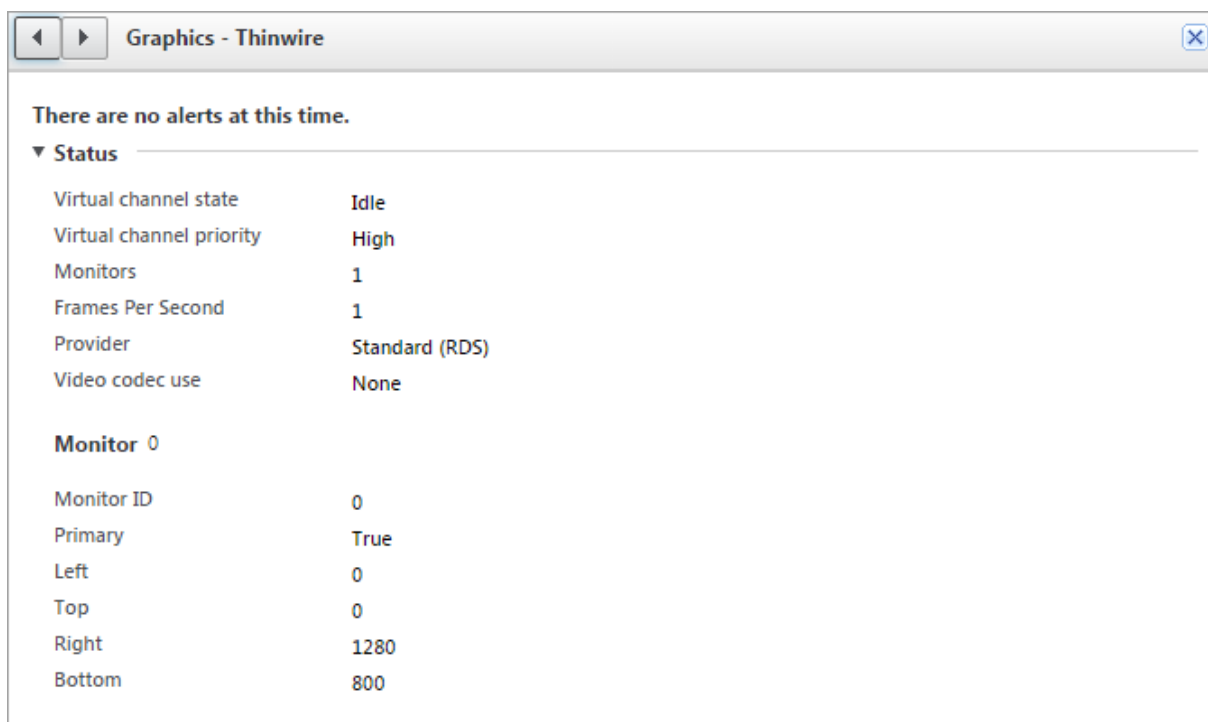 Graphics - Thinwire
There are no alerts at this time.
Status
Virtual channel state Idle
Virtual channel priority High
Monitors 1
Frames Per Second 1
Provider Standard (RDS)
Video codec use None
Monitor 0
Monitor ID 0
Primary True
Left 0
Top 0
Right 1280
Bottom 800